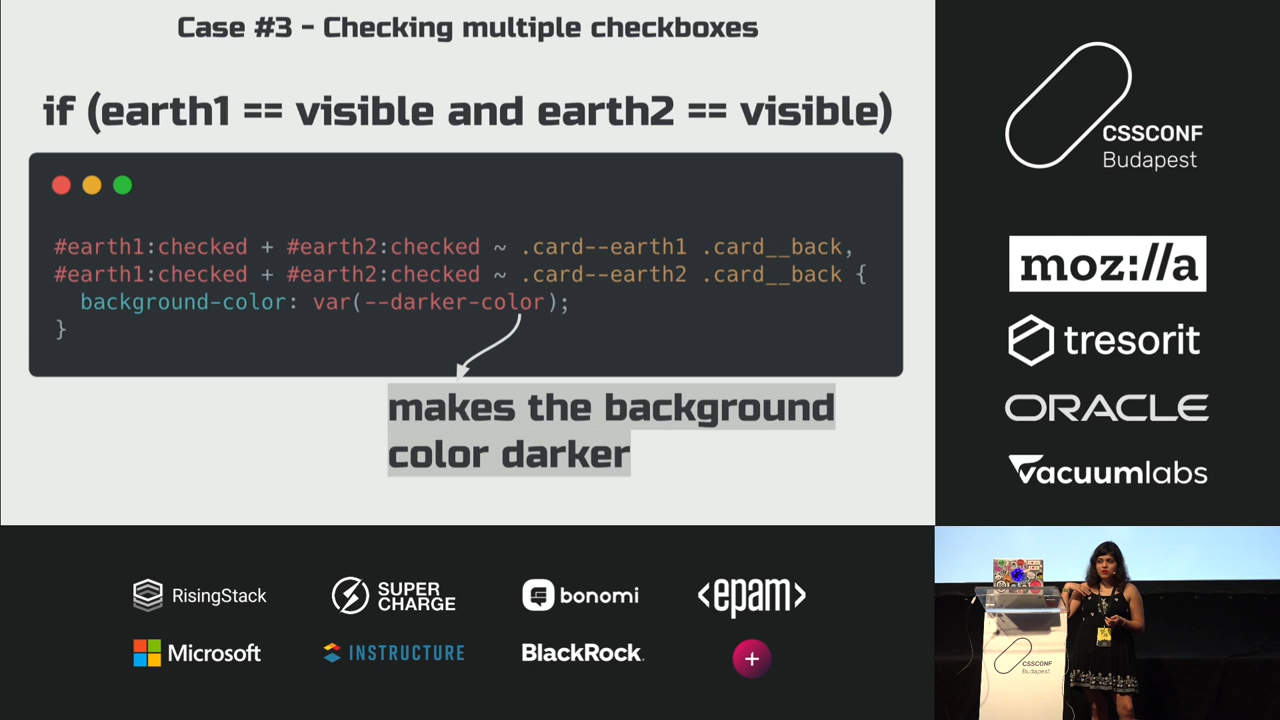 Case #3 - Checking multiple checkboxes
if (earth1 == visible and earth2 == visible)
#earth1:checked + #earth2:checked ~ .card--earth1 .card__back,
#earth1:checked + #earth2:checked ~ .card--earth2 .card__back {
background-color: var(--darker-color);
}
makes the background
color darker
CSSCONF
Budapest
moz://a
tresorit
ORACLE
vacuumlabs
RisingStack
SUPER
CHARGE
bonomi
<epam>
Microsoft
INSTRUCTURE
BlackRock.
+
CSSCONF
Budapest